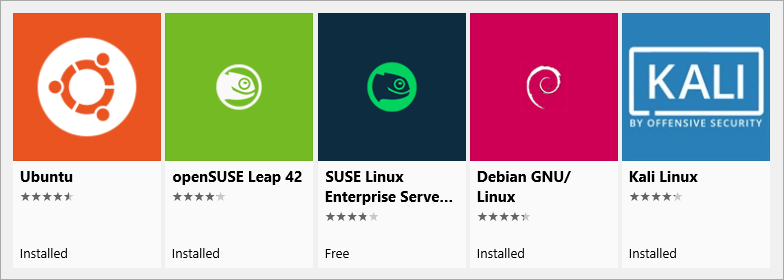 KALI
BY OFFENSIVE SECURITY
Ubuntu
Installed
openSUSE Leap 42
Installed
SUSE Linux
Enterprise Serve...
Free
Debian GNU/
Linux
Installed
Kali Linux
Installed